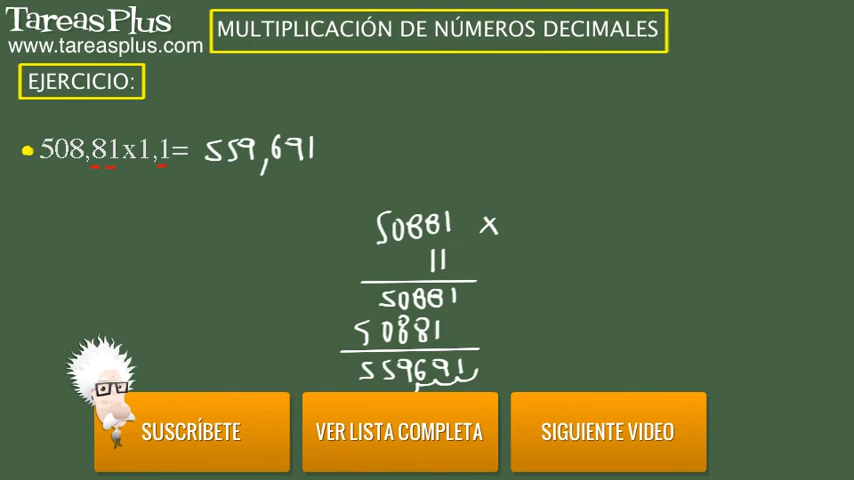 TareasPlus
www.tareasplus.com
MULTIPLICACIÓN DE NÚMEROS DECIMALES
EJERCICIO:
508,81x1,1= 559,691
50881 x
11
50881
50881
559691
SUSCRÍBETE
VER LISTA COMPLETA
SIGUIENTE VIDEO